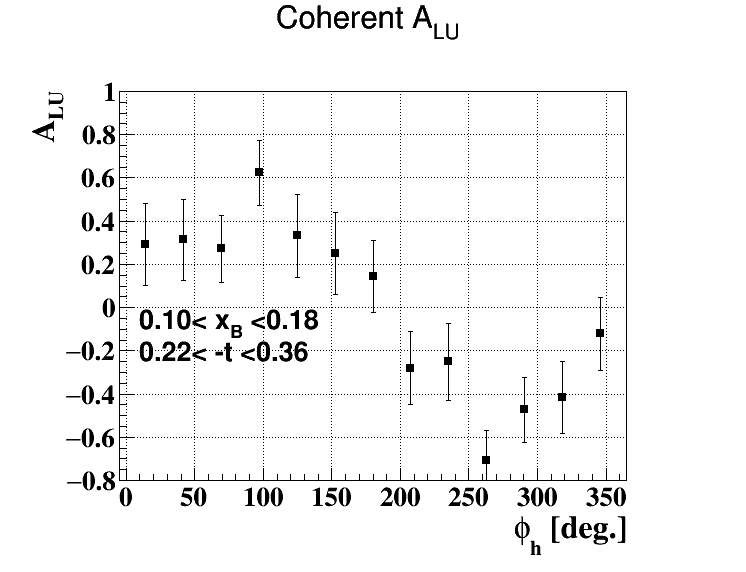 Coherent A_LU
A_LU
1
0.8
0.6
0.4
0.2
0
−0.2
−0.4
−0.6
−0.8
0.10< x_B <0.18
0.22< -t <0.36
0 50 100 150 200 250 300 350
ϕ_h [deg.]